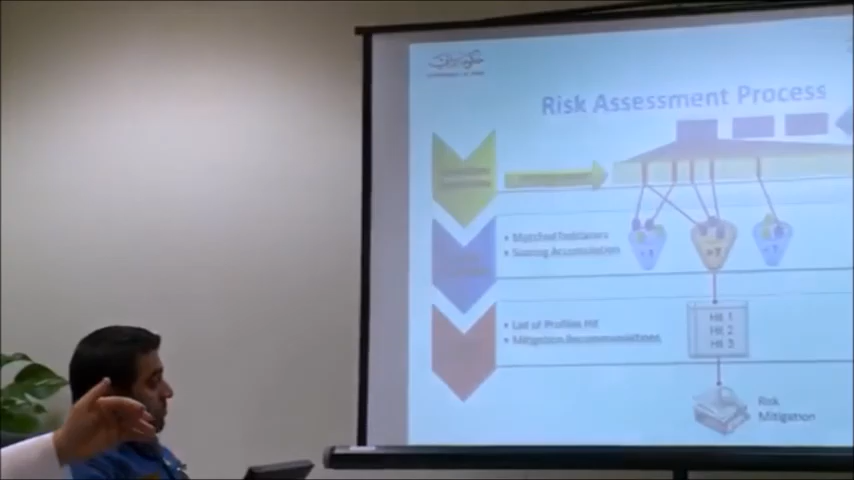 Risk Assessment Process
• Matched Indicators
• Scoring Accumulation
• List of Profiles Hit
• Mitigation Recommendations
Hit 1
Hit 2
Hit 3
Risk
Mitigation